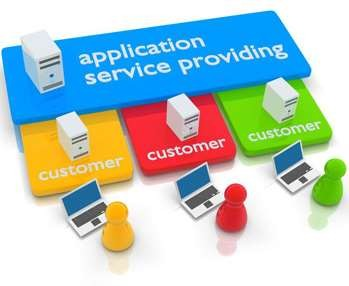 application
service providing
customer
customer
customer